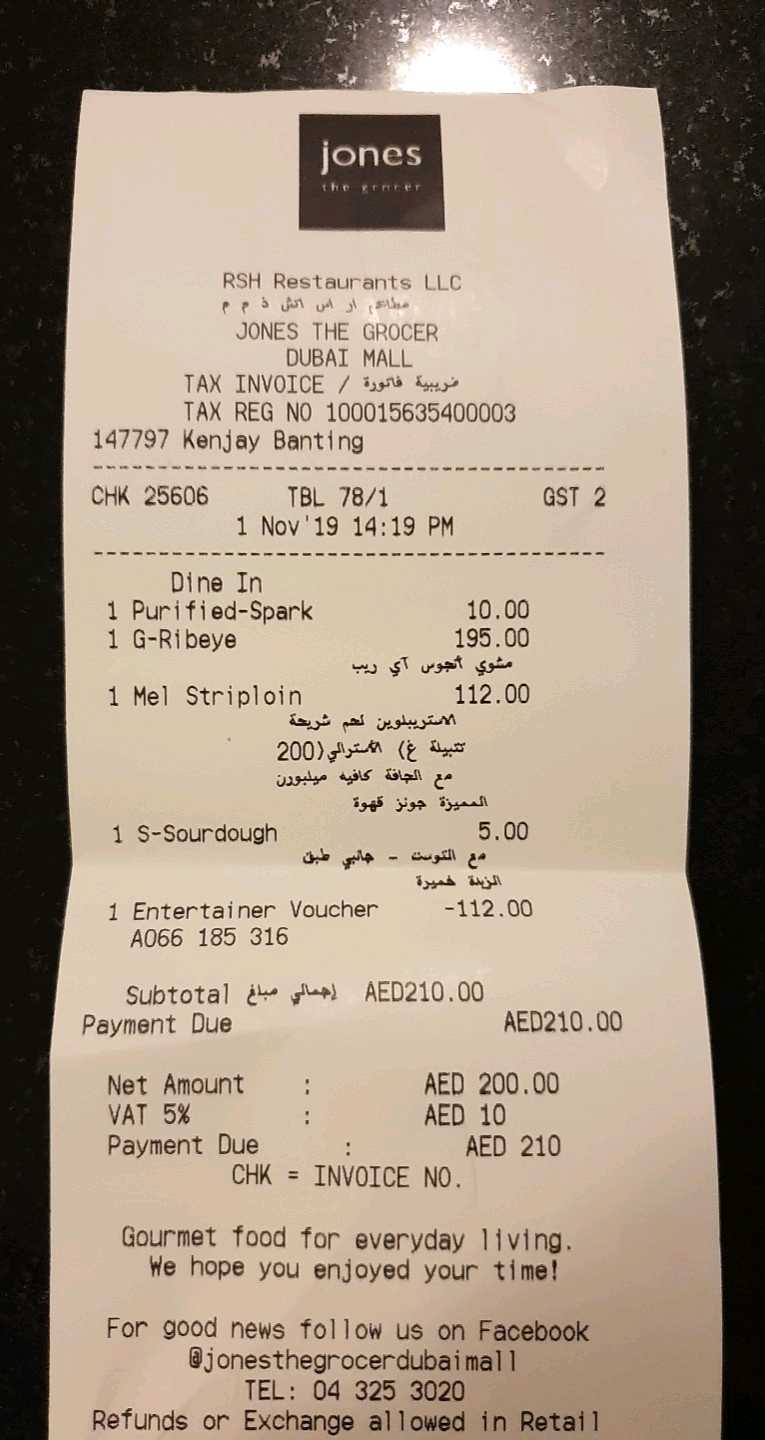 jones
the grocer
RSH Restaurants LLC
مطاعم ار اس اتش ذ م م
JONES THE GROCER
DUBAI MALL
TAX INVOICE / ضريبية فاتورة
TAX REG NO 100015635400003
147797 Kenjay Banting
CHK 25606 TBL 78/1 GST 2
1 Nov'19 14:19 PM
Dine In
1 Purified-Spark 10.00
1 G-Ribeye 195.00
مشوي أنجوس آي ريب
1 Mel Striploin 112.00
الاستريبلوين لحم شريحة
تتبيلة غ) الأسترالي(200
مع الجافة كافيه ميلبورن
المميزة جونز قهوة
1 S-Sourdough 5.00
مع التوست - جانبي طبق
الزبدة خميرة
1 Entertainer Voucher -112.00
A066 185 316
Subtotal إجمالي مبلغ AED210.00
Payment Due AED210.00
Net Amount : AED 200.00
VAT 5% : AED 10
Payment Due : AED 210
CHK = INVOICE NO.
Gourmet food for everyday living.
We hope you enjoyed your time!
For good news follow us on Facebook
@jonesthegrocerdubaimall
TEL: 04 325 3020
Refunds or Exchange allowed in Retail